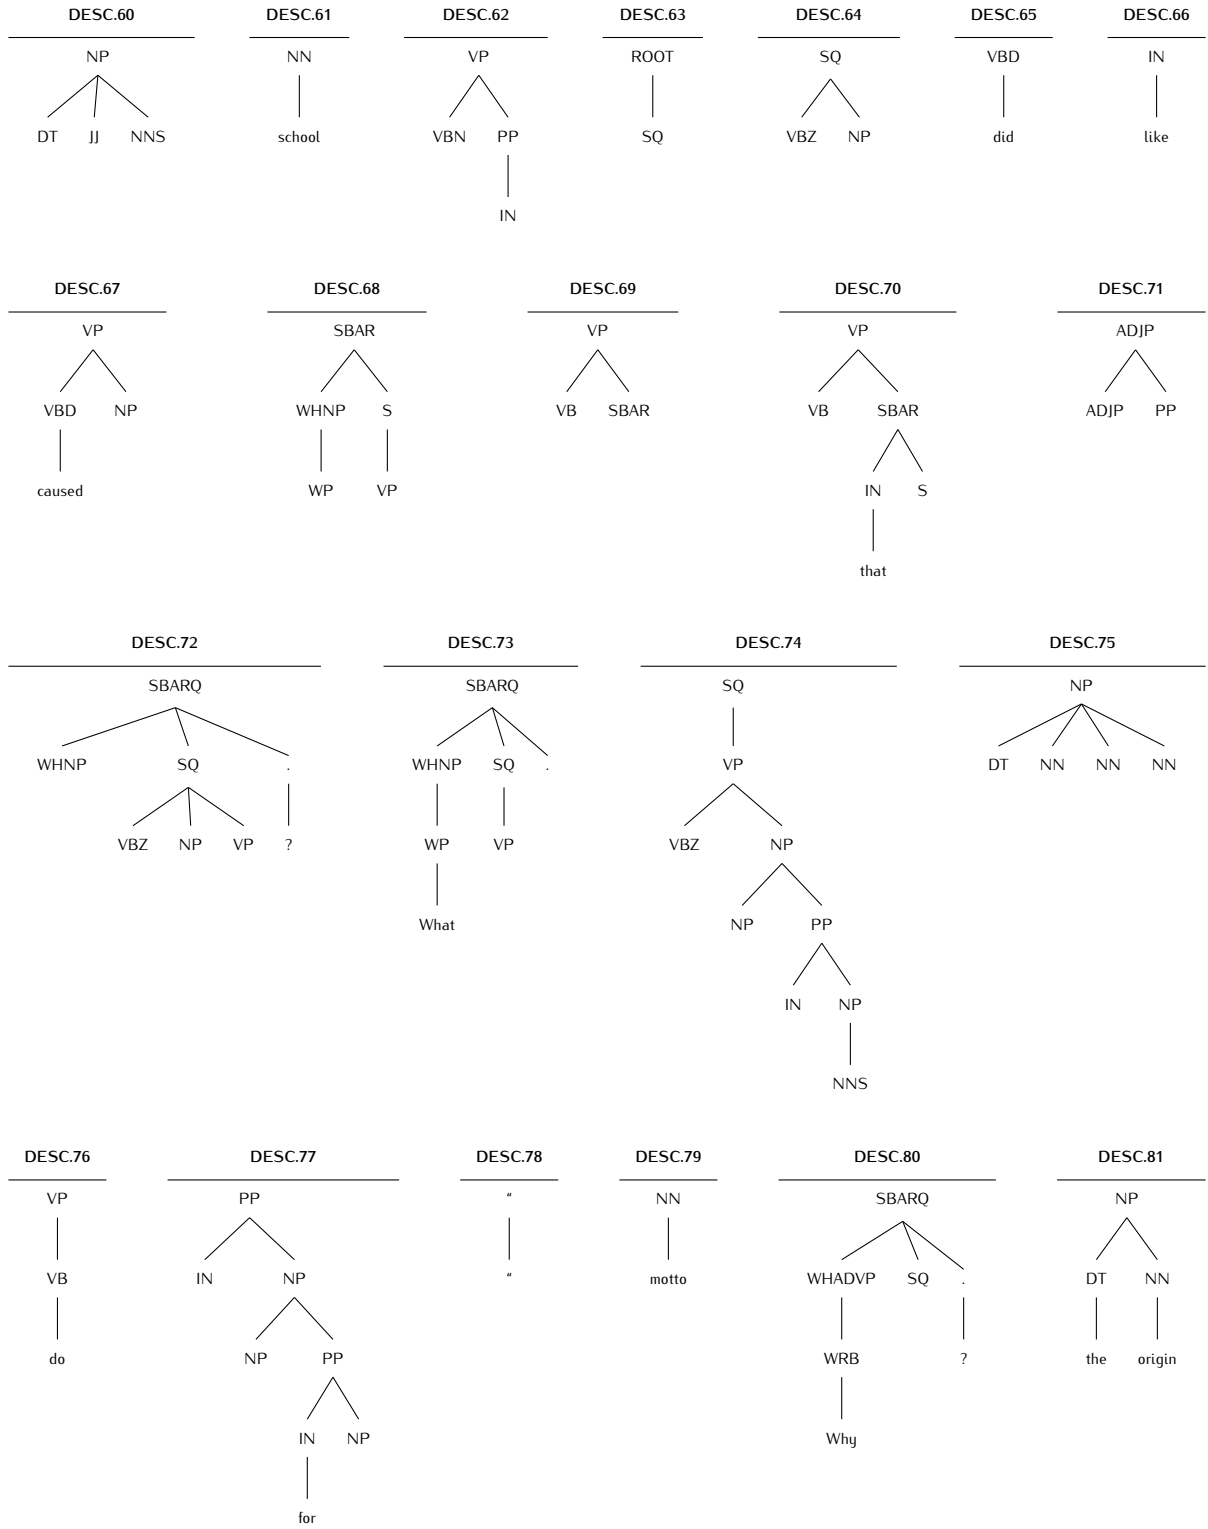 DESC.60 DESC.61 DESC.62 DESC.63 DESC.64 DESC.65 DESC.66
NP NN VP ROOT SQ VBD IN
DT JJ NNS school VBN PP SQ VBZ NP did like
IN
DESC.67 DESC.68 DESC.69 DESC.70 DESC.71
VP SBAR VP VP ADJP
VBD NP WHNP S VB SBAR VB SBAR ADJP PP
caused WP VP IN S
that
DESC.72 DESC.73 DESC.74 DESC.75
SBARQ SBARQ SQ NP
WHNP SQ . WHNP SQ . VP DT NN NN NN
VBZ NP VP ? WP VP VBZ NP
What NP PP
IN NP
NNS
DESC.76 DESC.77 DESC.78 DESC.79 DESC.80 DESC.81
VP PP “ NN SBARQ NP
VB IN NP “ motto WHADVP SQ . DT NN
do NP PP WRB ? the origin
IN NP Why
for